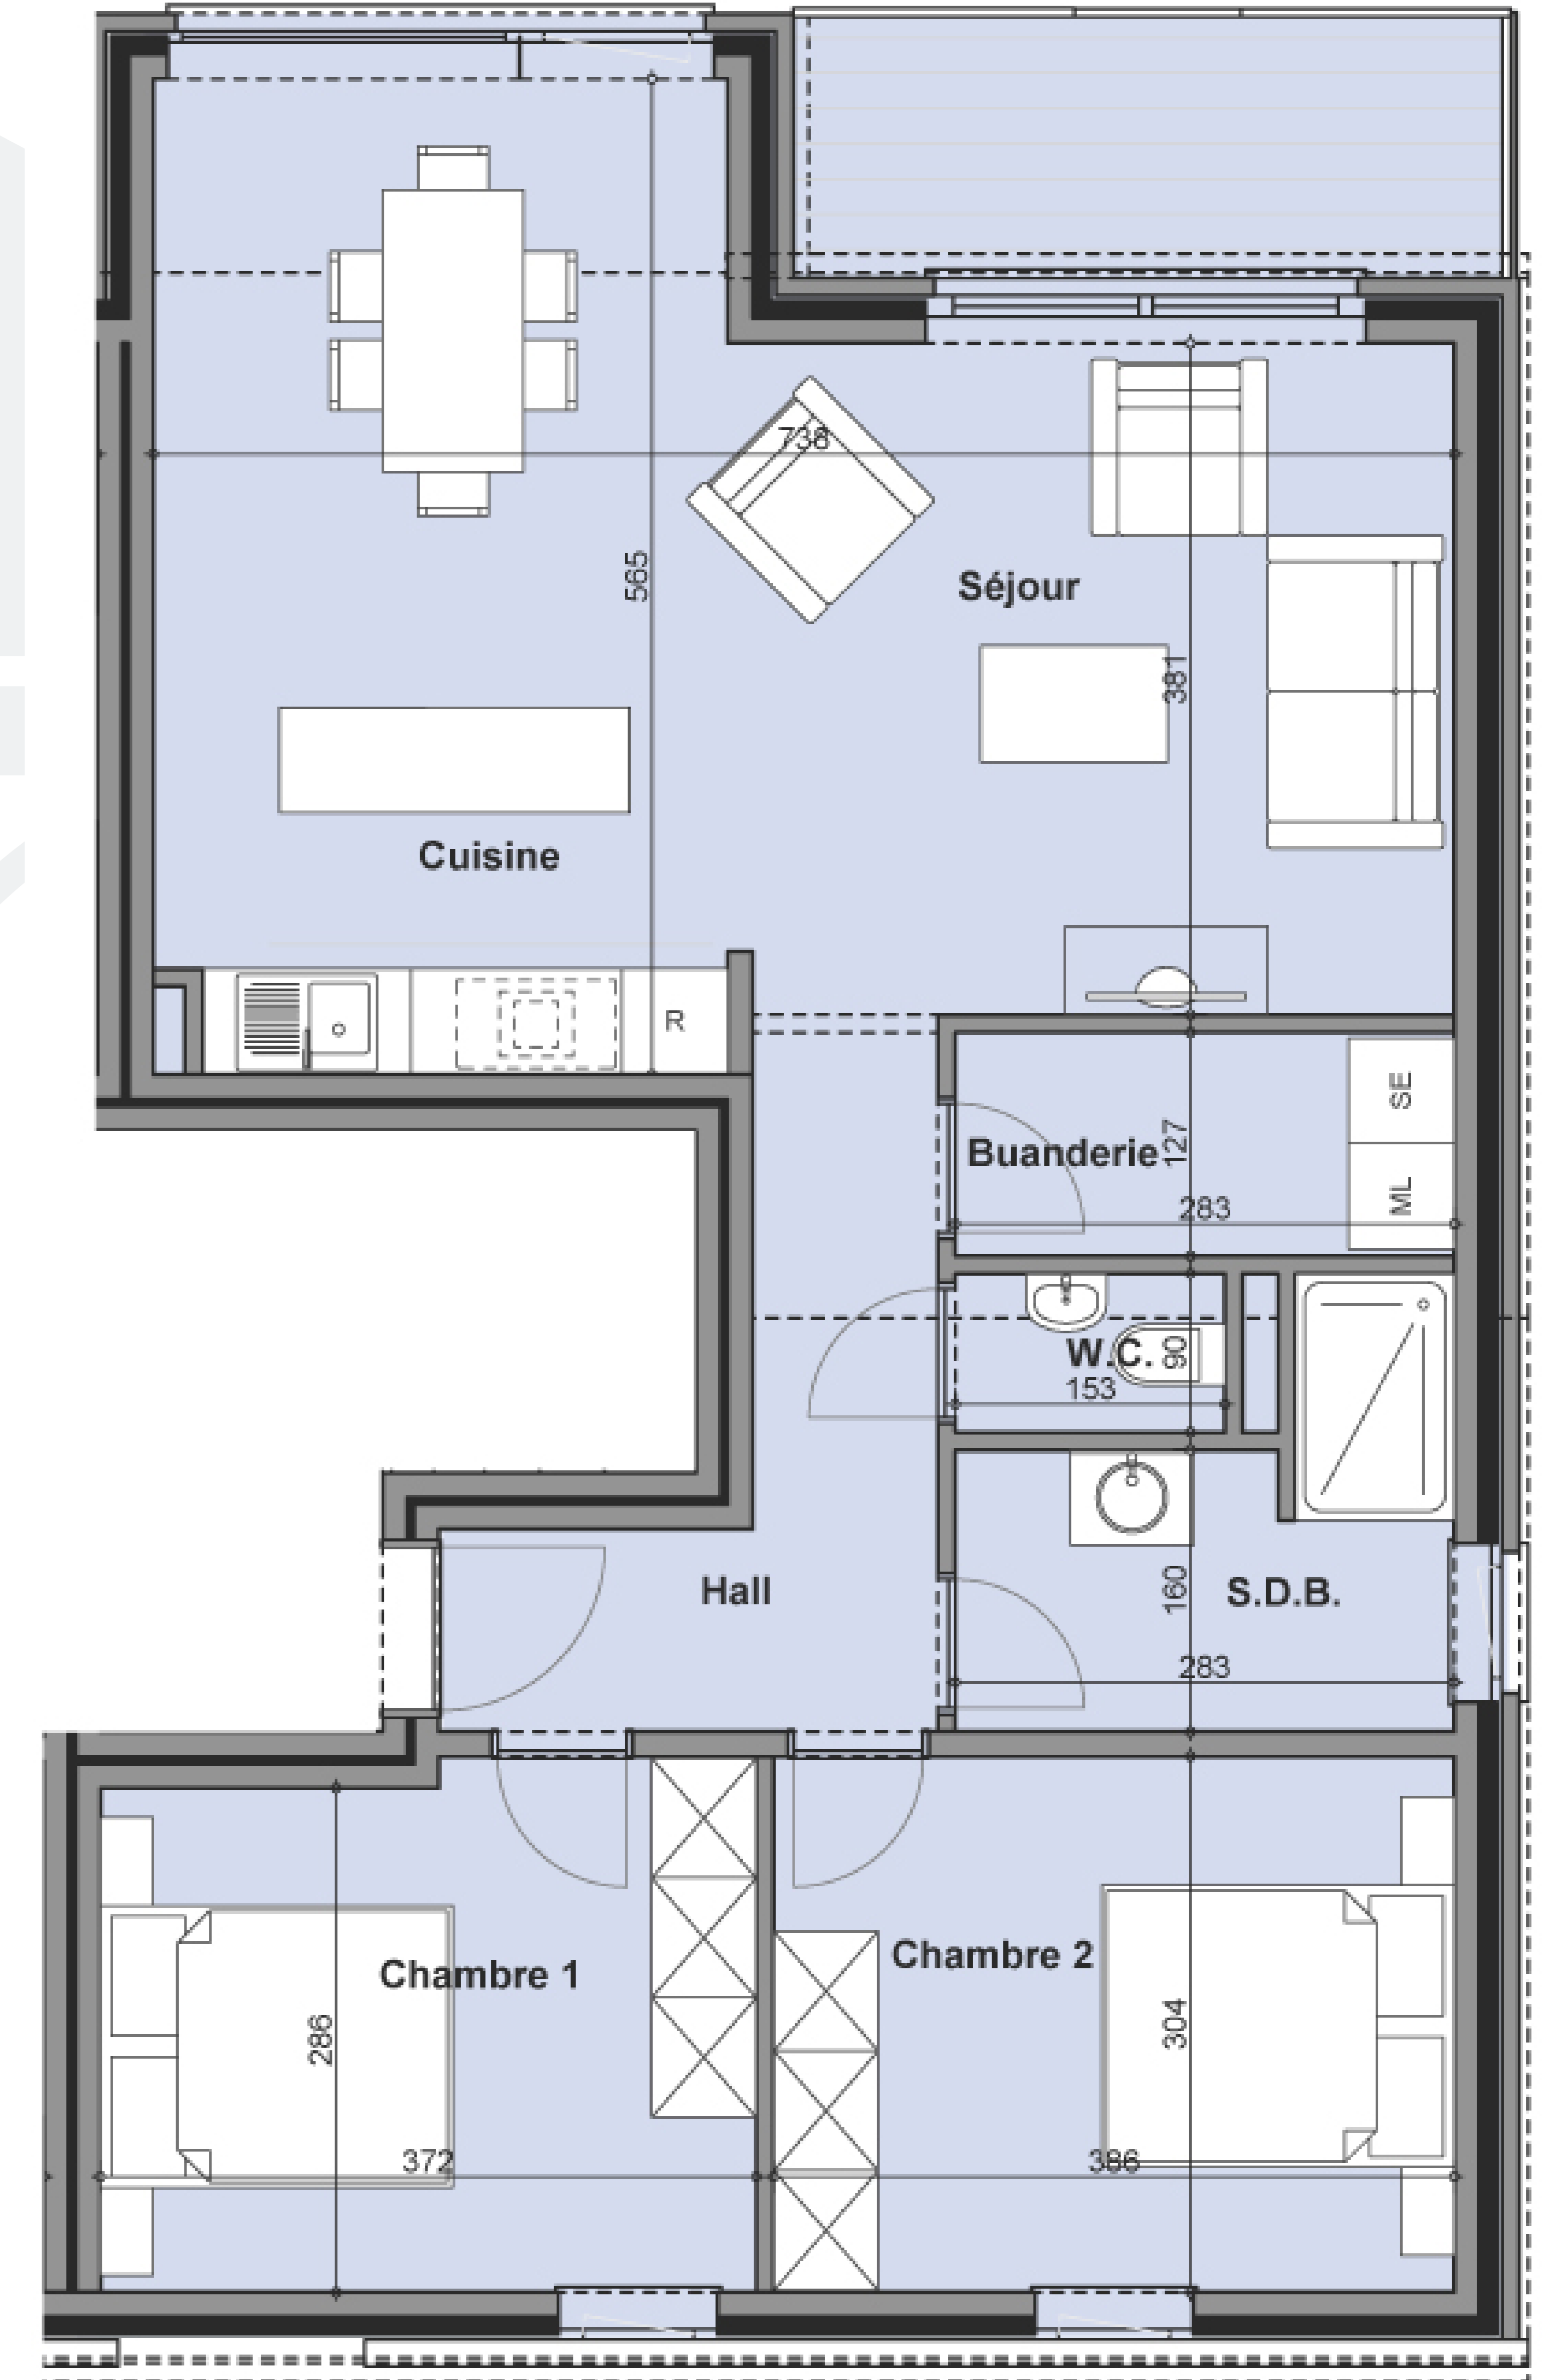 738
565
Séjour
381
Cuisine
R
SE
Buanderie
127
ML
283
W.C.
90
153
Hall
160
S.D.B.
283
Chambre 1
Chambre 2
286
304
372
386